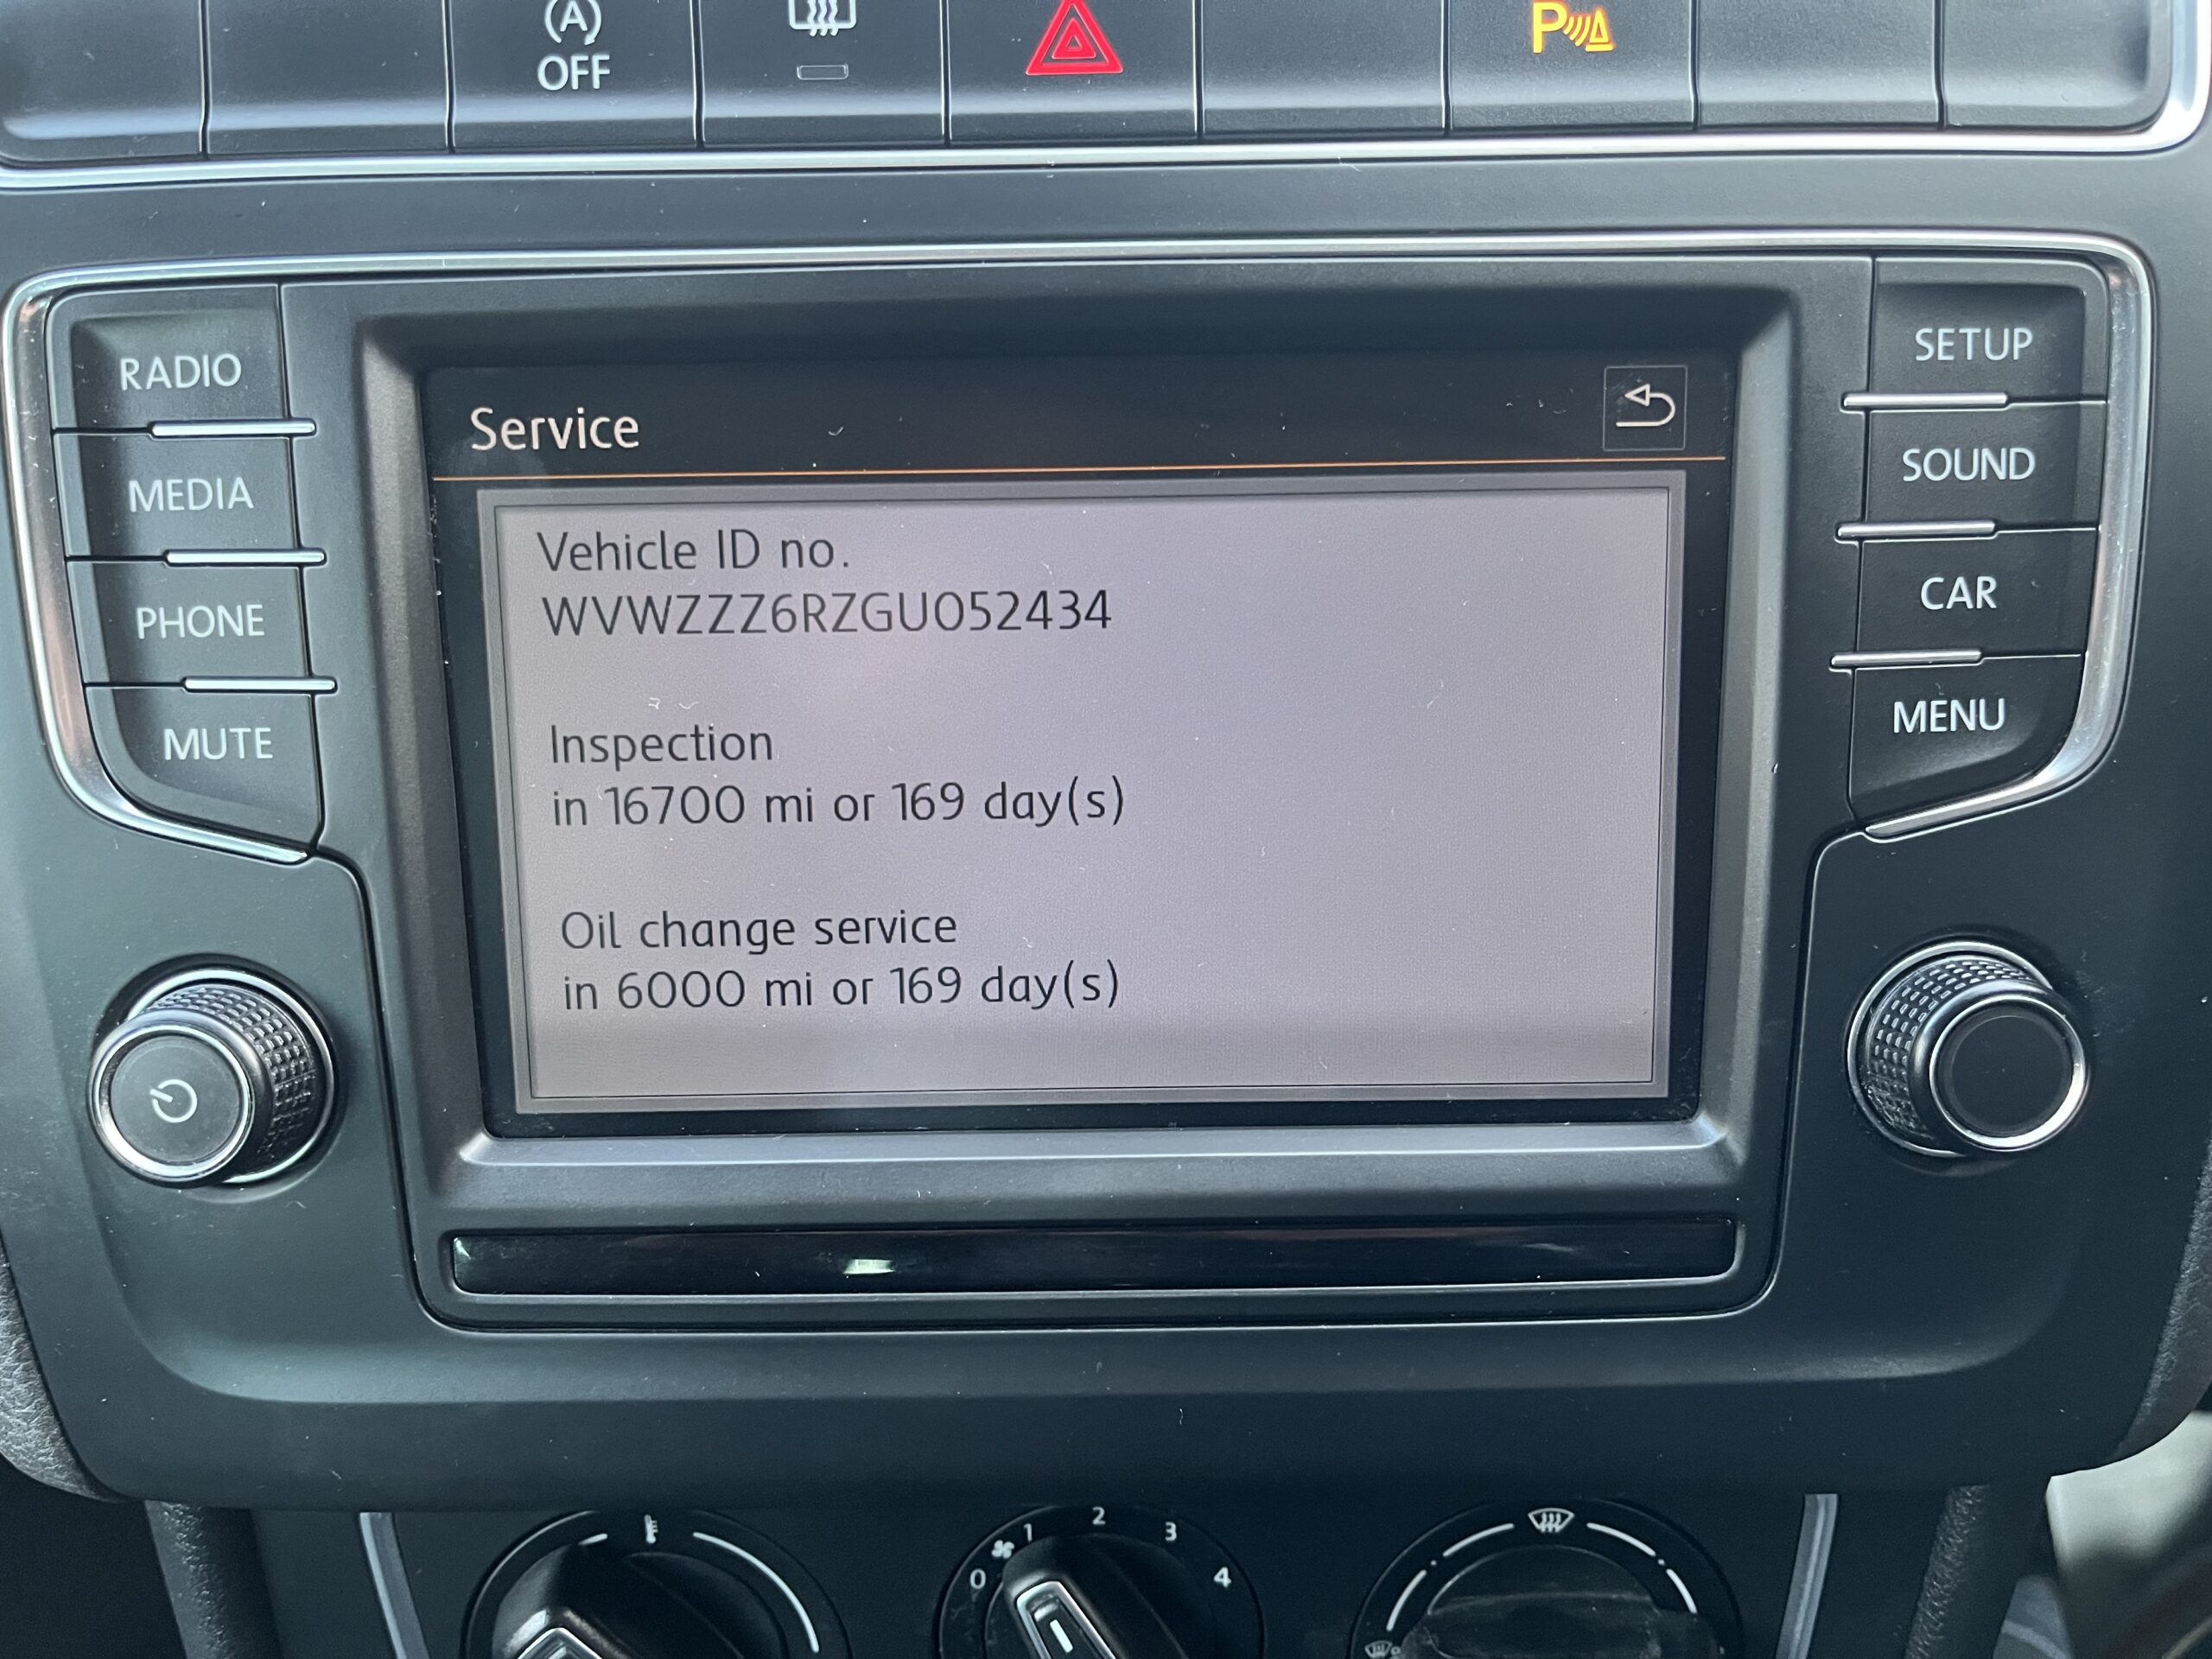 A
OFF
P
RADIO
MEDIA
PHONE
MUTE
Service
Vehicle ID no.
WVWZZZ6RZGU052434
Inspection
in 16700 mi or 169 day(s)
Oil change service
in 6000 mi or 169 day(s)
SETUP
SOUND
CAR
MENU
0 1 2 3 4